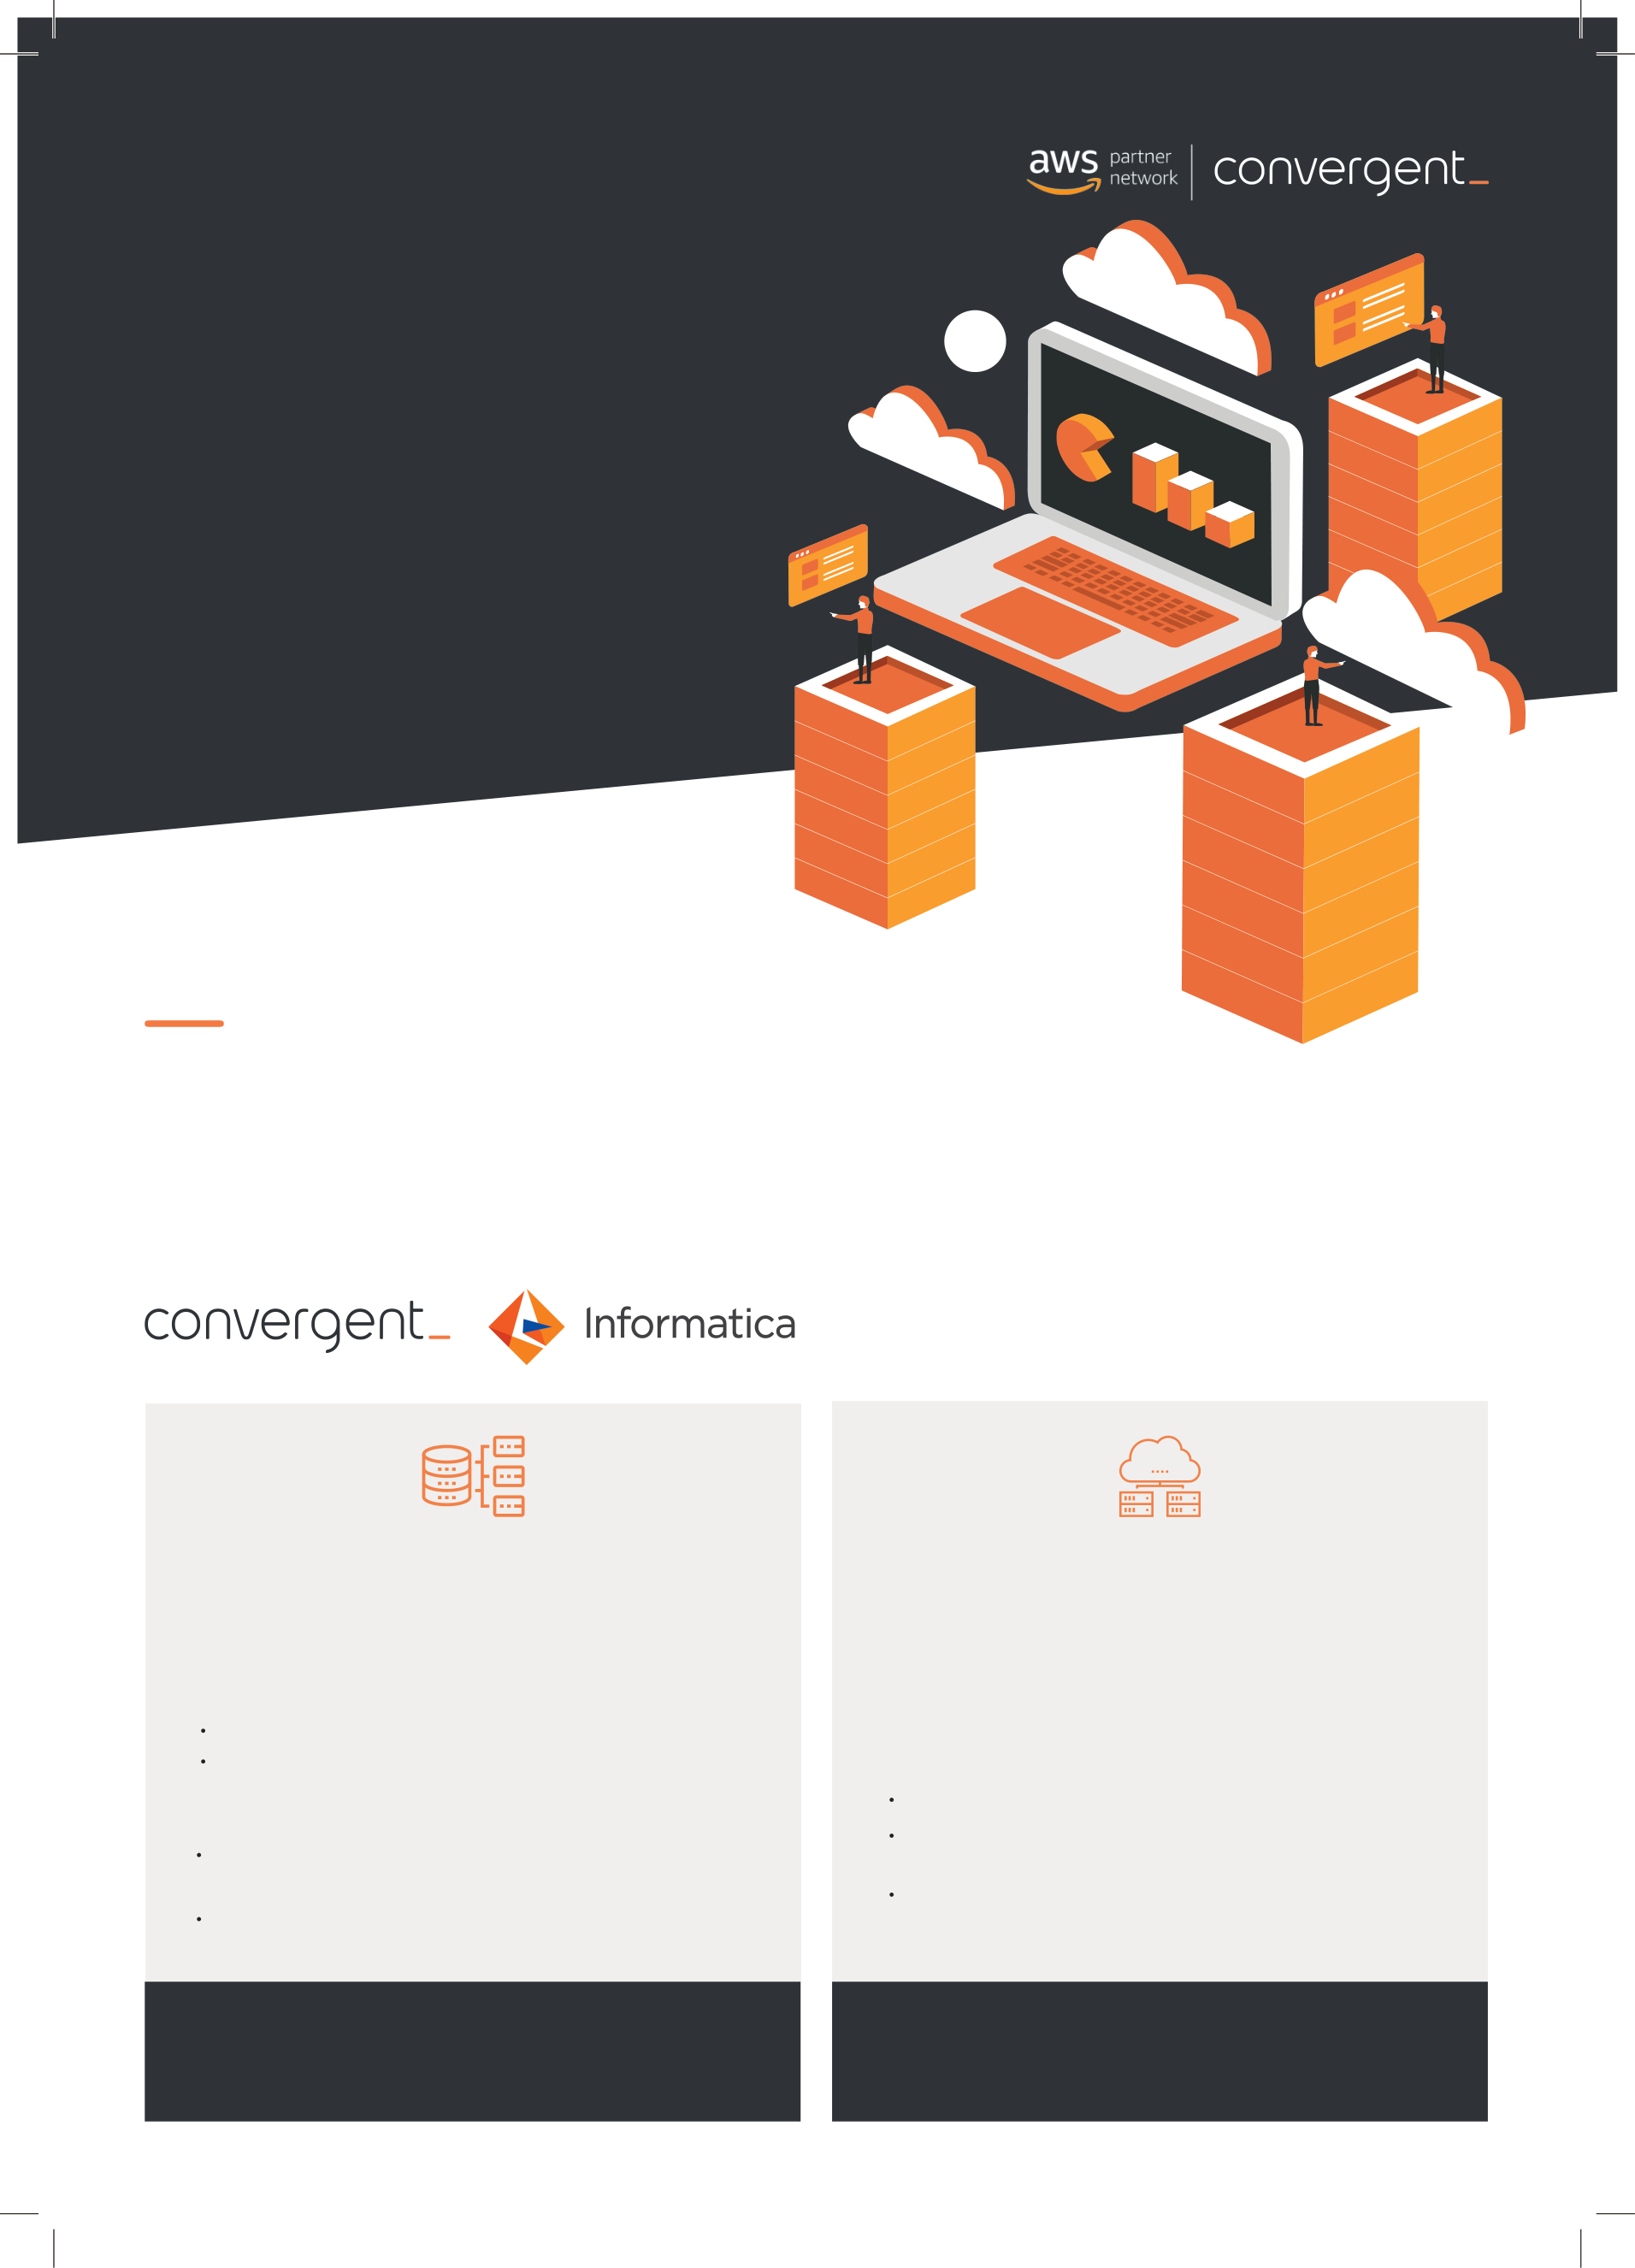 aws partner network
convergent_
convergent_
Informatica